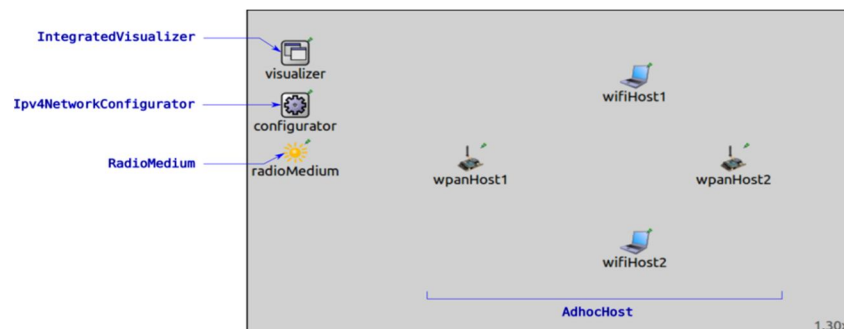 IntegratedVisualizer
visualizer
Ipv4NetworkConfigurator
configurator
RadioMedium
radioMedium
wifiHost1
wpanHost1
wpanHost2
wifiHost2
AdhocHost